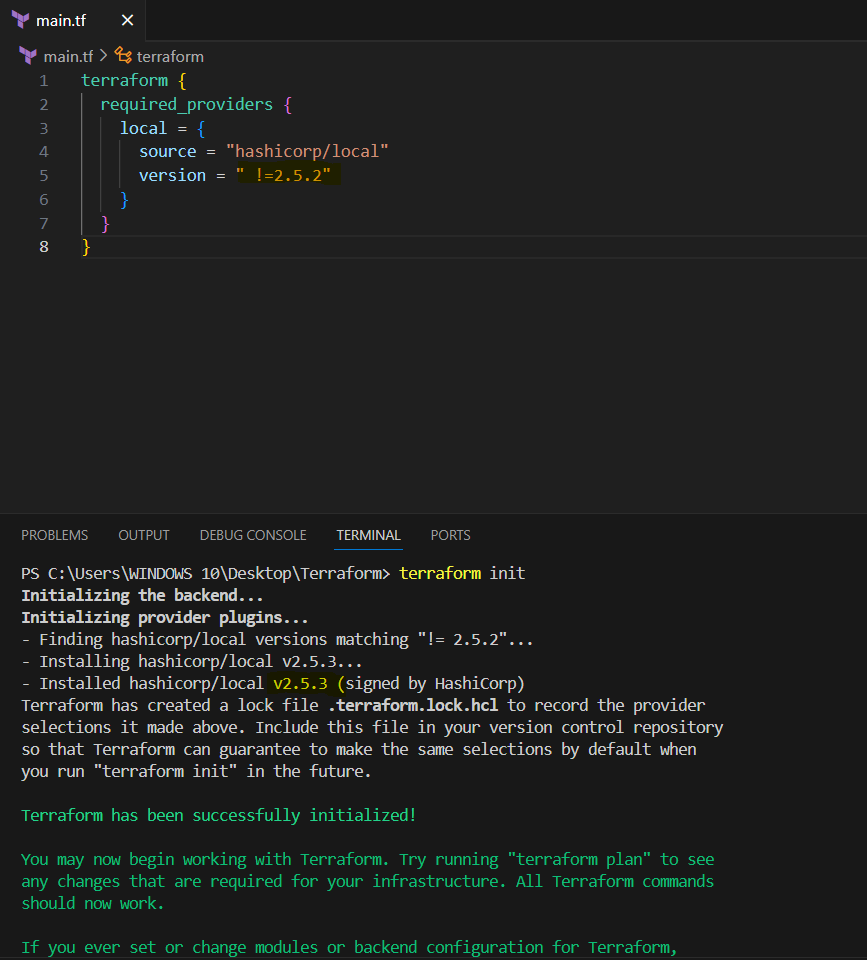 main.tf ×
main.tf > terraform
1 terraform {
2   required_providers {
3     local = {
4       source = "hashicorp/local"
5       version = " !=2.5.2"
6     }
7   }
8 }
PROBLEMS OUTPUT DEBUG CONSOLE TERMINAL PORTS
PS C:\Users\WINDOWS 10\Desktop\Terraform> terraform init
Initializing the backend...
Initializing provider plugins...
- Finding hashicorp/local versions matching "!= 2.5.2"...
- Installing hashicorp/local v2.5.3...
- Installed hashicorp/local v2.5.3 (signed by HashiCorp)
Terraform has created a lock file .terraform.lock.hcl to record the provider
selections it made above. Include this file in your version control repository
so that Terraform can guarantee to make the same selections by default when
you run "terraform init" in the future.
Terraform has been successfully initialized!
You may now begin working with Terraform. Try running "terraform plan" to see
any changes that are required for your infrastructure. All Terraform commands
should now work.
If you ever set or change modules or backend configuration for Terraform,